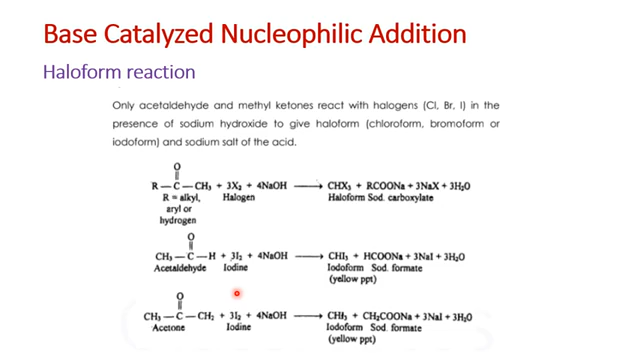 Base Catalyzed Nucleophilic Addition
Haloform reaction
Only acetaldehyde and methyl ketones react with halogens (Cl, Br, I) in the
presence of sodium hydroxide to give haloform (chloroform, bromoform or
iodoform) and sodium salt of the acid.
O
R — C — CH₃ + 3X₂ + 4NaOH ⟶ CHX₃ + RCOONa + 3NaX + 3H₂O
R = alkyl, Halogen Haloform Sod. carboxylate
aryl or
hydrogen
O
CH₃ — C — H + 3I₂ + 4NaOH ⟶ CHI₃ + HCOONa + 3NaI + 3H₂O
Acetaldehyde Iodine Iodoform Sod. formate
(yellow ppt)
O
CH₃ — C — CH₂ + 3I₂ + 4NaOH ⟶ CHI₃ + CH₂COONa + 3NaI + 3H₂O
Acetone Iodine Iodoform Sod. formate
(yellow ppt)